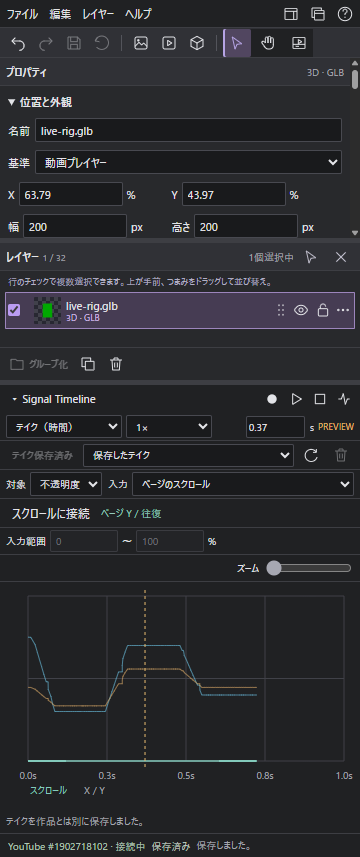 ファイル 編集 レイヤー ヘルプ
プロパティ 3D · GLB
▼ 位置と外観
名前 live-rig.glb
基準 動画プレイヤー
X 63.79 % Y 43.97 %
幅 200 px 高さ 200 px
レイヤー 1 / 32 1個選択中
行のチェックで複数選択できます。上が手前、つまみをドラッグして並び替え。
live-rig.glb
3D · GLB
グループ化
Signal Timeline
テイク（時間） 1× 0.37 s PREVIEW
テイク保存済み 保存したテイク
対象 不透明度 入力 ページのスクロール
スクロールに接続 ページ Y / 往復
入力範囲 0 〜 100 %
ズーム
0.0s 0.3s 0.5s 0.8s 1.0s
スクロール X / Y
テイクを作品とは別に保存しました。
YouTube #1902718102 · 接続中 保存済み 保存しました。